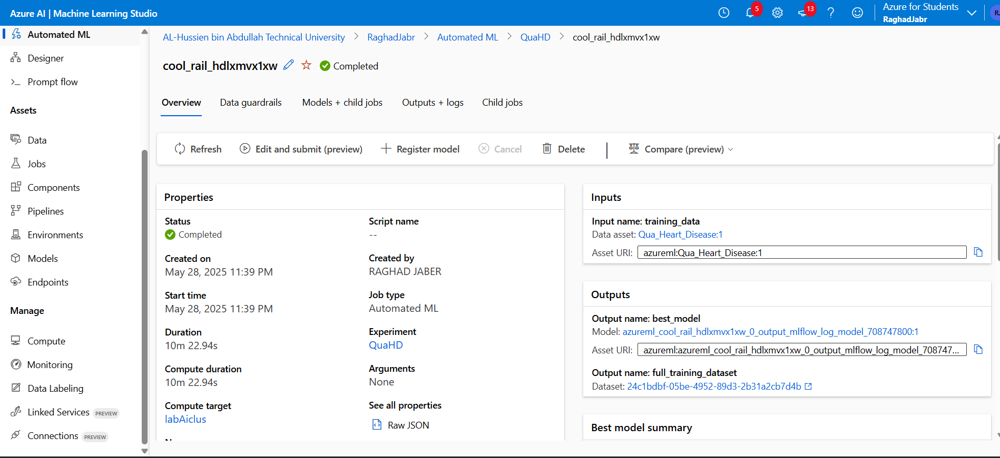 Azure AI | Machine Learning Studio
5
13
Azure for Students
RaghadJabr
Automated ML
Designer
Prompt flow
Assets
Data
Jobs
Components
Pipelines
Environments
Models
Endpoints
Manage
Compute
Monitoring
Data Labeling
Linked Services PREVIEW
Connections PREVIEW
AL-Hussien bin Abdullah Technical University > RaghadJabr > Automated ML > QuaHD > cool_rail_hdlxmvx1xw
cool_rail_hdlxmvx1xw Completed
Overview Data guardrails Models + child jobs Outputs + logs Child jobs
Refresh Edit and submit (preview) Register model Cancel Delete Compare (preview)
Properties
Status
Completed
Created on
May 28, 2025 11:39 PM
Start time
May 28, 2025 11:39 PM
Duration
10m 22.94s
Compute duration
10m 22.94s
Compute target
labAiclus
Script name
--
Created by
RAGHAD JABER
Job type
Automated ML
Experiment
QuaHD
Arguments
None
See all properties
Raw JSON
Inputs
Input name: training_data
Data asset: Qua_Heart_Disease:1
Asset URI: azureml:Qua_Heart_Disease:1
Outputs
Output name: best_model
Model: azureml_cool_rail_hdlxmvx1xw_0_output_mlflow_log_model_708747800:1
Asset URI: azureml:azureml_cool_rail_hdlxmvx1xw_0_output_mlflow_log_model_708747...
Output name: full_training_dataset
Dataset: 24c1bdbf-05be-4952-89d3-2b31a2cb7d4b
Best model summary